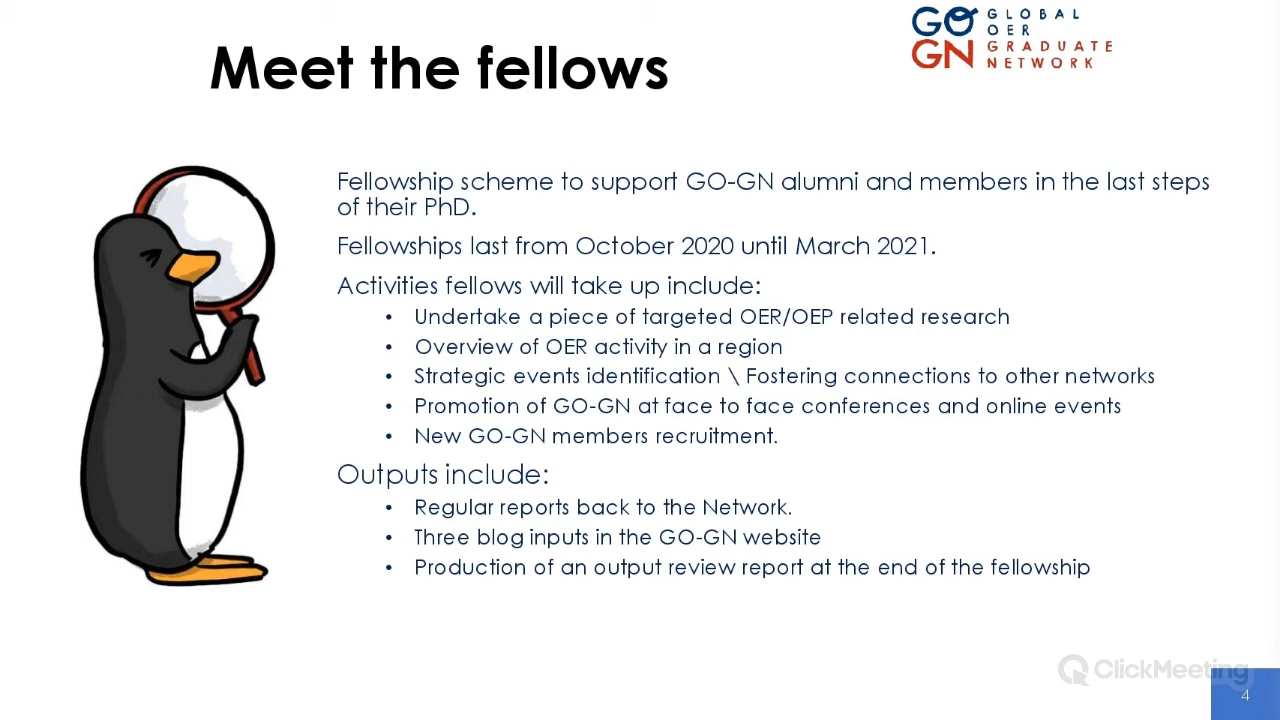 Meet the fellows
GO GLOBAL
OER
GN GRADUATE
NETWORK
Fellowship scheme to support GO-GN alumni and members in the last steps
of their PhD.
Fellowships last from October 2020 until March 2021.
Activities fellows will take up include:
• Undertake a piece of targeted OER/OEP related research
• Overview of OER activity in a region
• Strategic events identification \ Fostering connections to other networks
• Promotion of GO-GN at face to face conferences and online events
• New GO-GN members recruitment.
Outputs include:
• Regular reports back to the Network.
• Three blog inputs in the GO-GN website
• Production of an output review report at the end of the fellowship
ClickMeeting
4